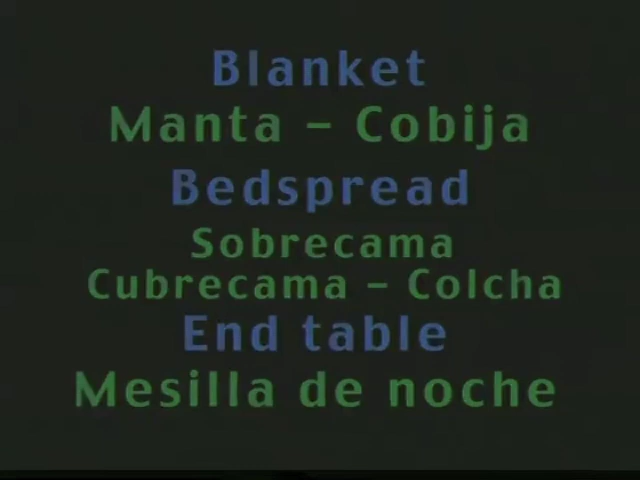 Blanket
Manta – Cobija
Bedspread
Sobrecama
Cubrecama – Colcha
End table
Mesilla de noche